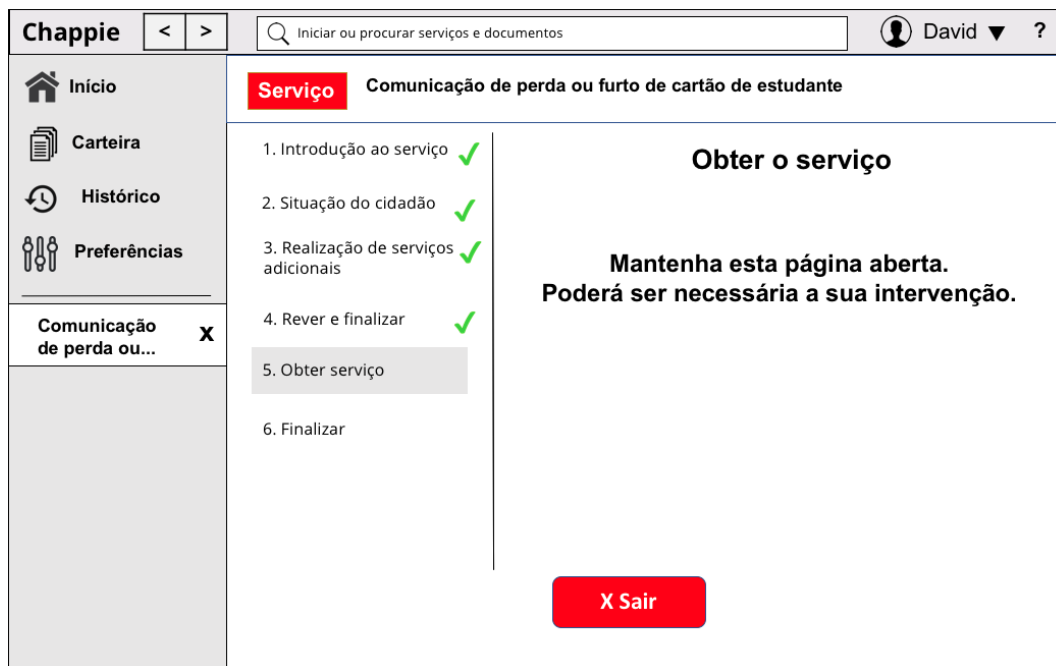 Chappie < > Iniciar ou procurar serviços e documentos David ▼ ?
Início
Carteira
Histórico
Preferências
Comunicação
de perda ou...
X
Serviço
Comunicação de perda ou furto de cartão de estudante
1. Introdução ao serviço
2. Situação do cidadão
3. Realização de serviços
adicionais
4. Rever e finalizar
5. Obter serviço
6. Finalizar
Obter o serviço
Mantenha esta página aberta.
Poderá ser necessária a sua intervenção.
X Sair